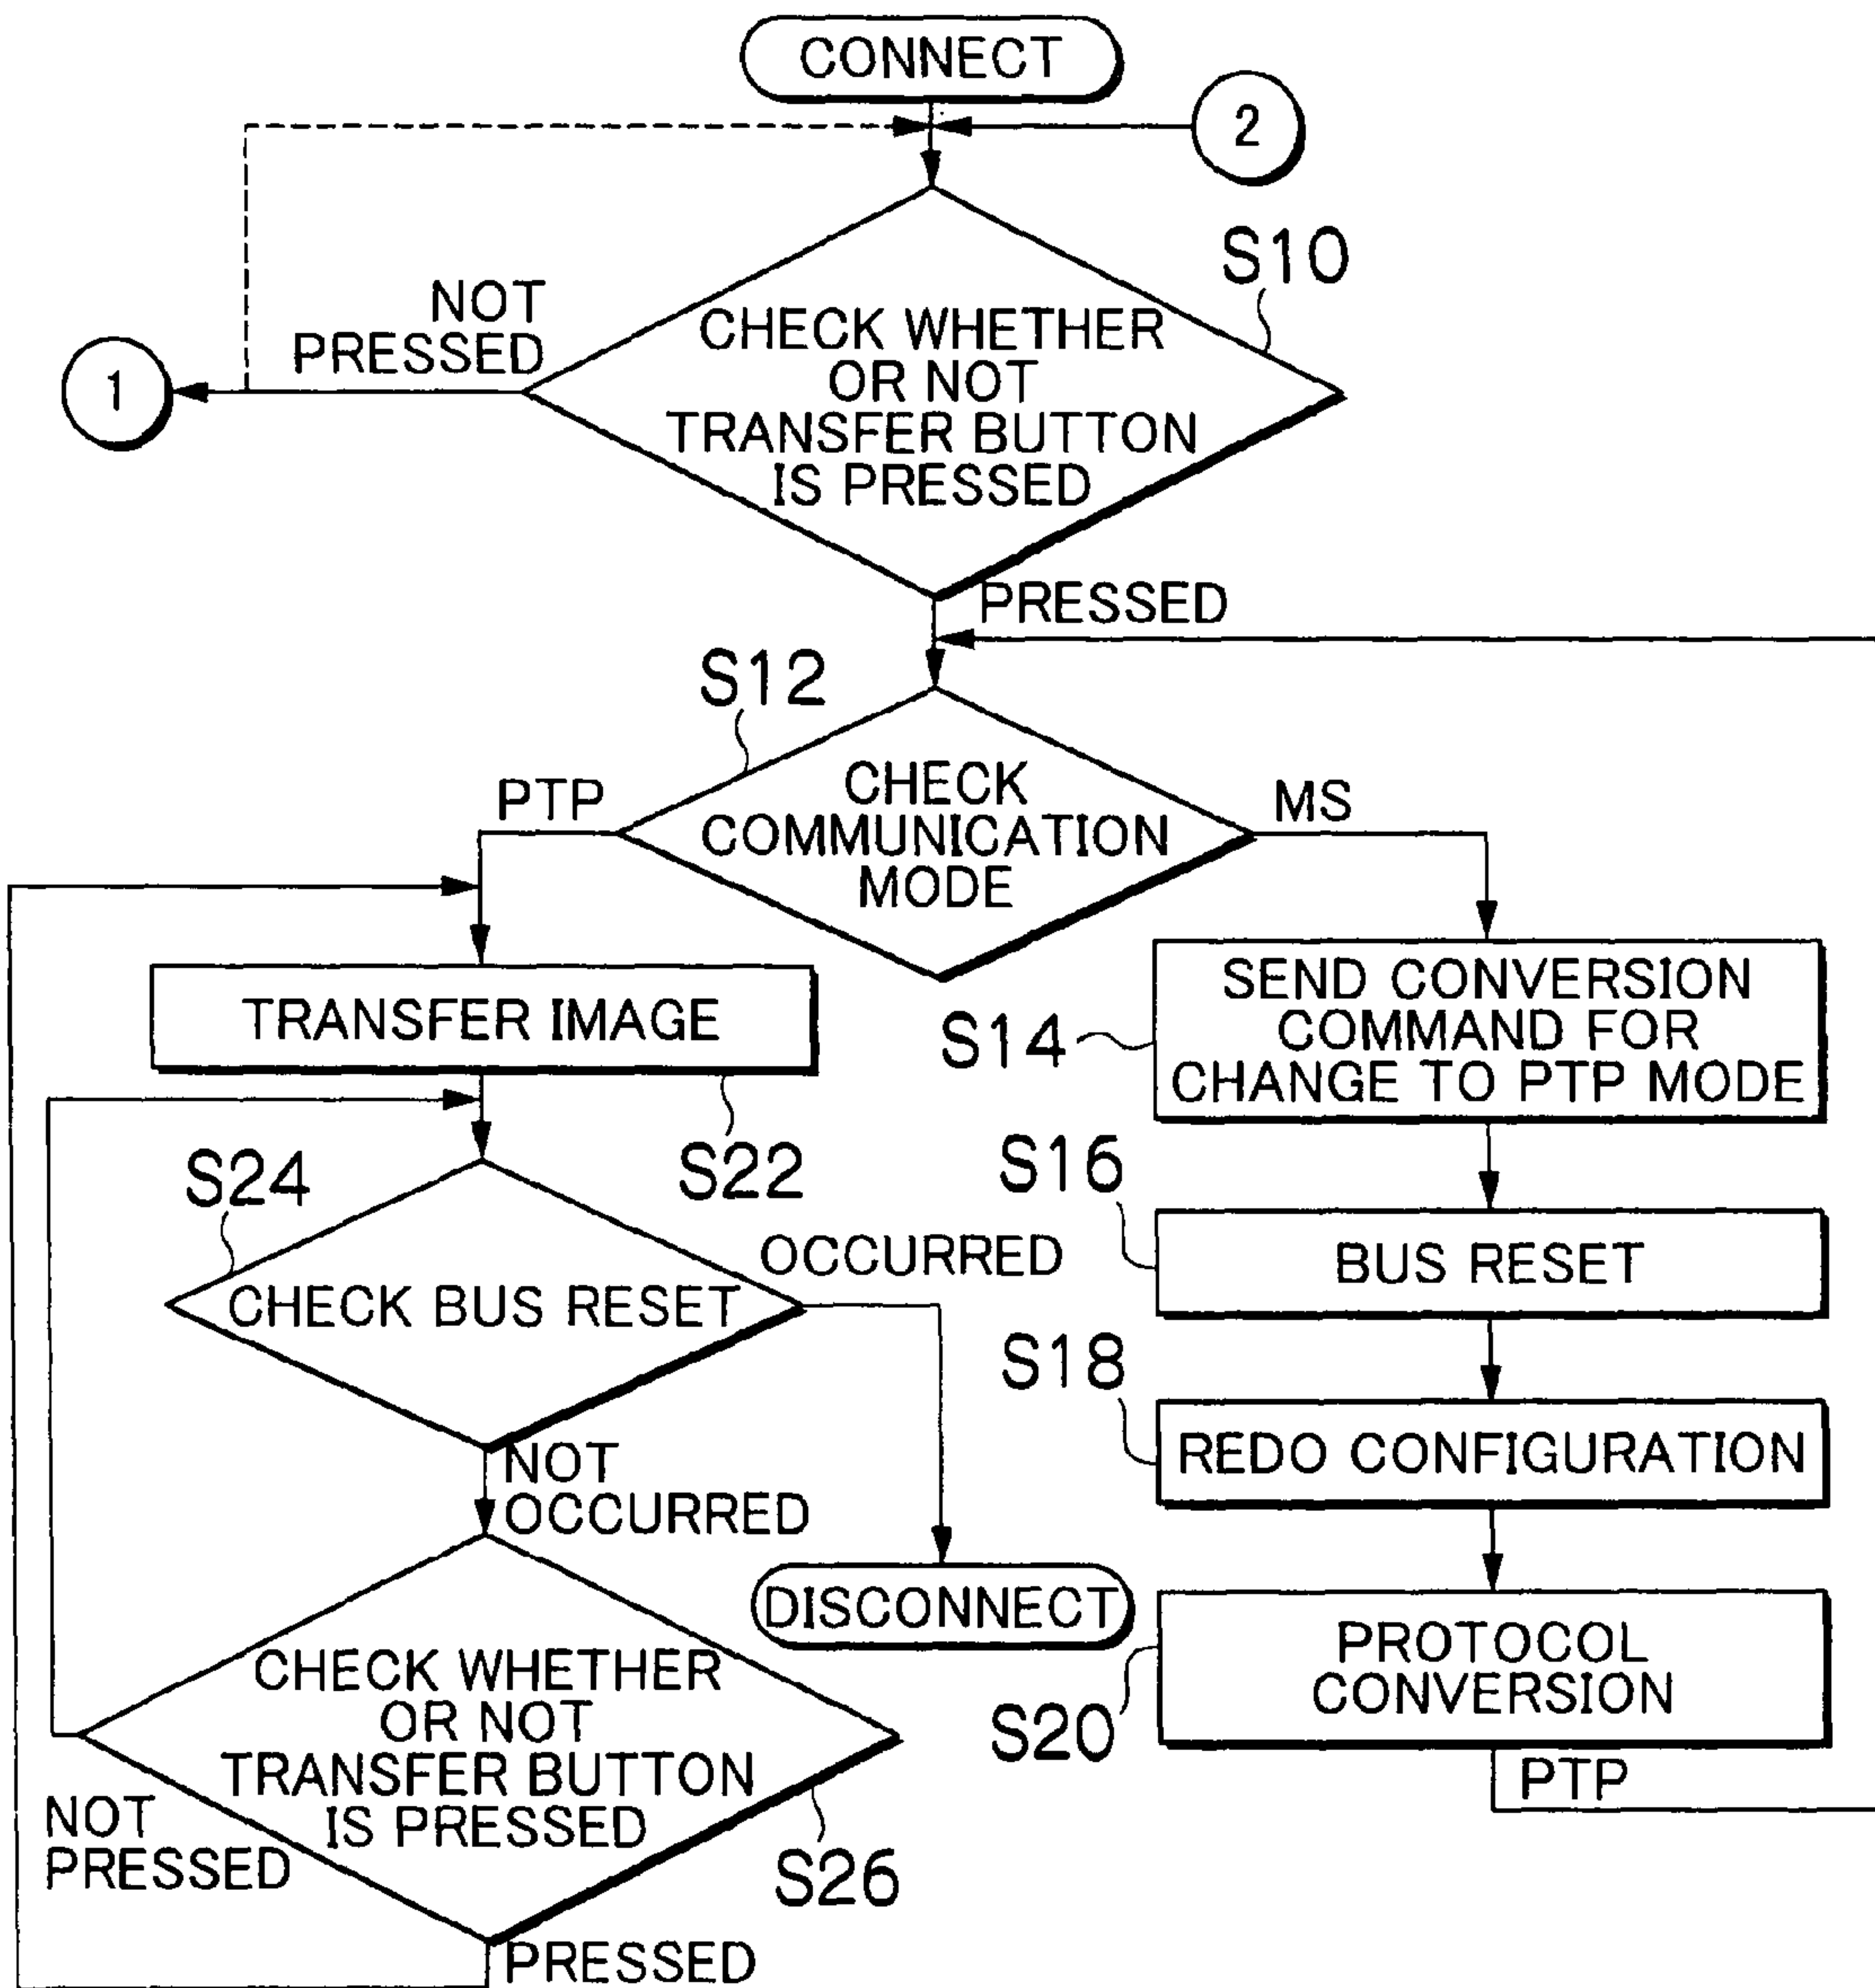 CONNECT
2
S10
NOT
PRESSED
CHECK WHETHER
OR NOT
TRANSFER BUTTON
IS PRESSED
1
PRESSED
S12
PTP
CHECK
COMMUNICATION
MODE
MS
TRANSFER IMAGE
S22
S14
SEND CONVERSION
COMMAND FOR
CHANGE TO PTP MODE
S24
CHECK BUS RESET
OCCURRED
S16
BUS RESET
S18
REDO CONFIGURATION
NOT
OCCURRED
DISCONNECT
S20
PROTOCOL
CONVERSION
PTP
CHECK WHETHER
OR NOT
TRANSFER BUTTON
IS PRESSED
NOT
PRESSED
S26
PRESSED